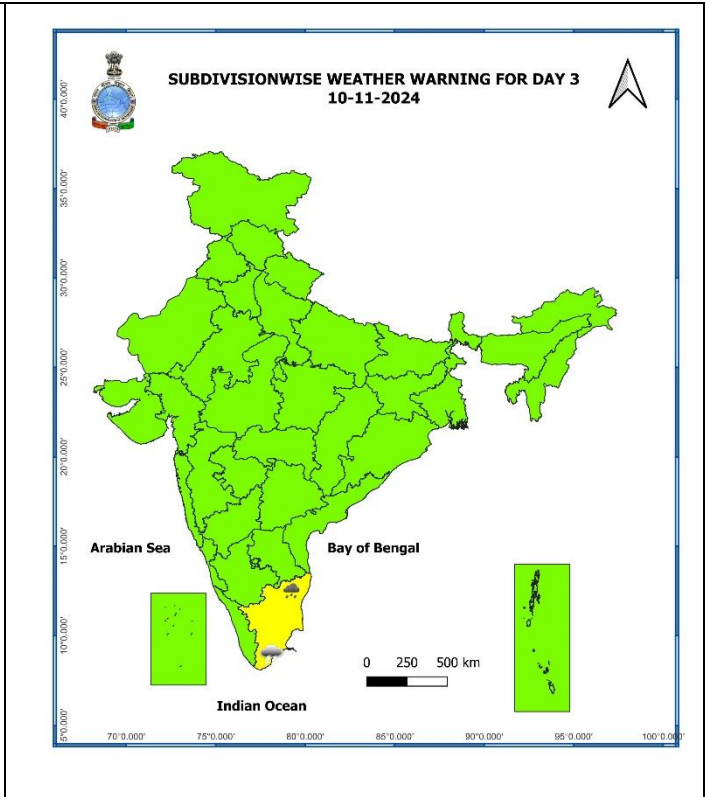 SUBDIVISIONWISE WEATHER WARNING FOR DAY 3
10-11-2024
40°0.000'
35°0.000'
30°0.000'
25°0.000'
20°0.000'
15°0.000'
10°0.000'
5°0.000'
Arabian Sea
Bay of Bengal
0 250 500 km
Indian Ocean
70°0.000' 75°0.000' 80°0.000' 85°0.000' 90°0.000' 95°0.000' 100°0.000'